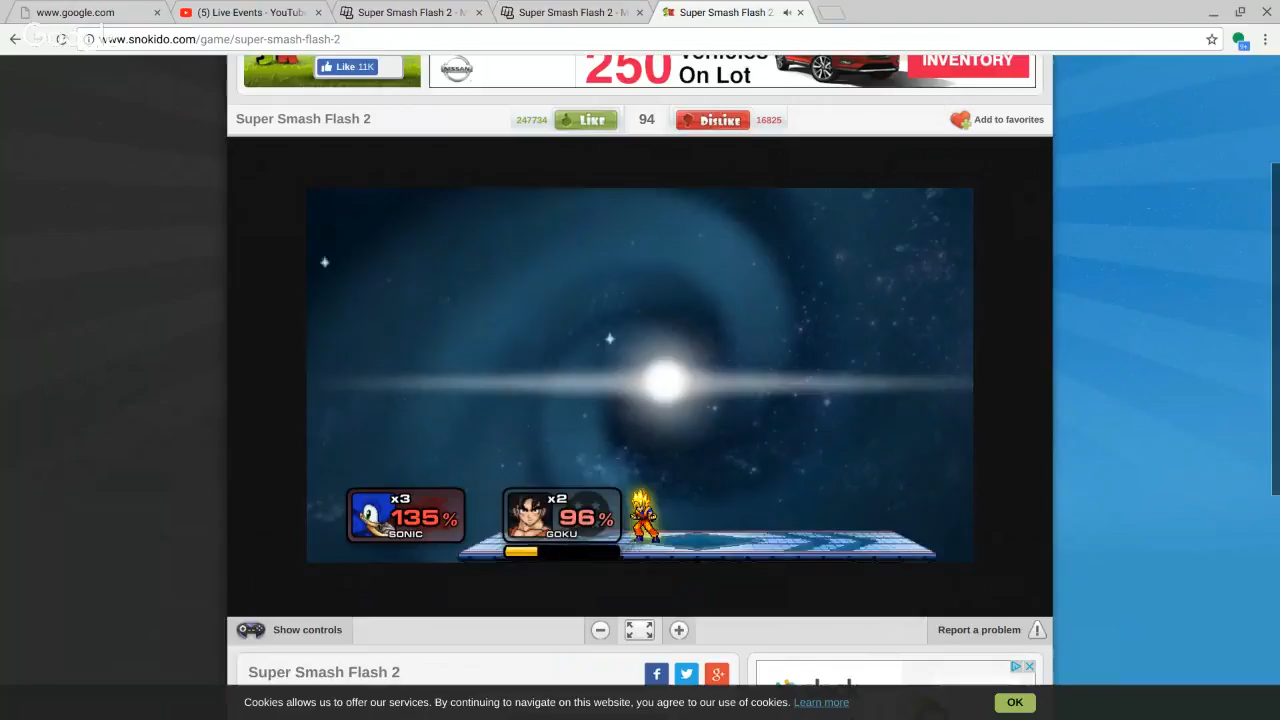 www.google.com
(5) Live Events - YouTub
Super Smash Flash 2 - M
Super Smash Flash 2 - M
Super Smash Flash 2
www.snokido.com/game/super-smash-flash-2
9+
Like 11K
NISSAN
250 Vehicles On Lot
INVENTORY
Super Smash Flash 2
247734
Like
94
Dislike
16825
Add to favorites
x3
135%
SONIC
x2
96%
GOKU
Show controls
Report a problem
Super Smash Flash 2
Cookies allows us to offer our services. By continuing to navigate on this website, you agree to our use of cookies. Learn more
OK